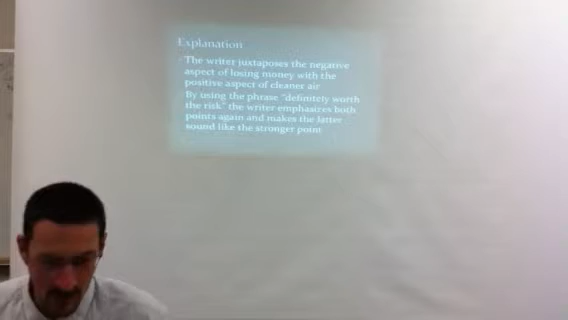 Explanation
The writer juxtaposes the negative
aspect of losing money with the
positive aspect of cleaner air
By using the phrase "definitely worth
the risk" the writer emphasizes both
points again and makes the latter
sound like the stronger point